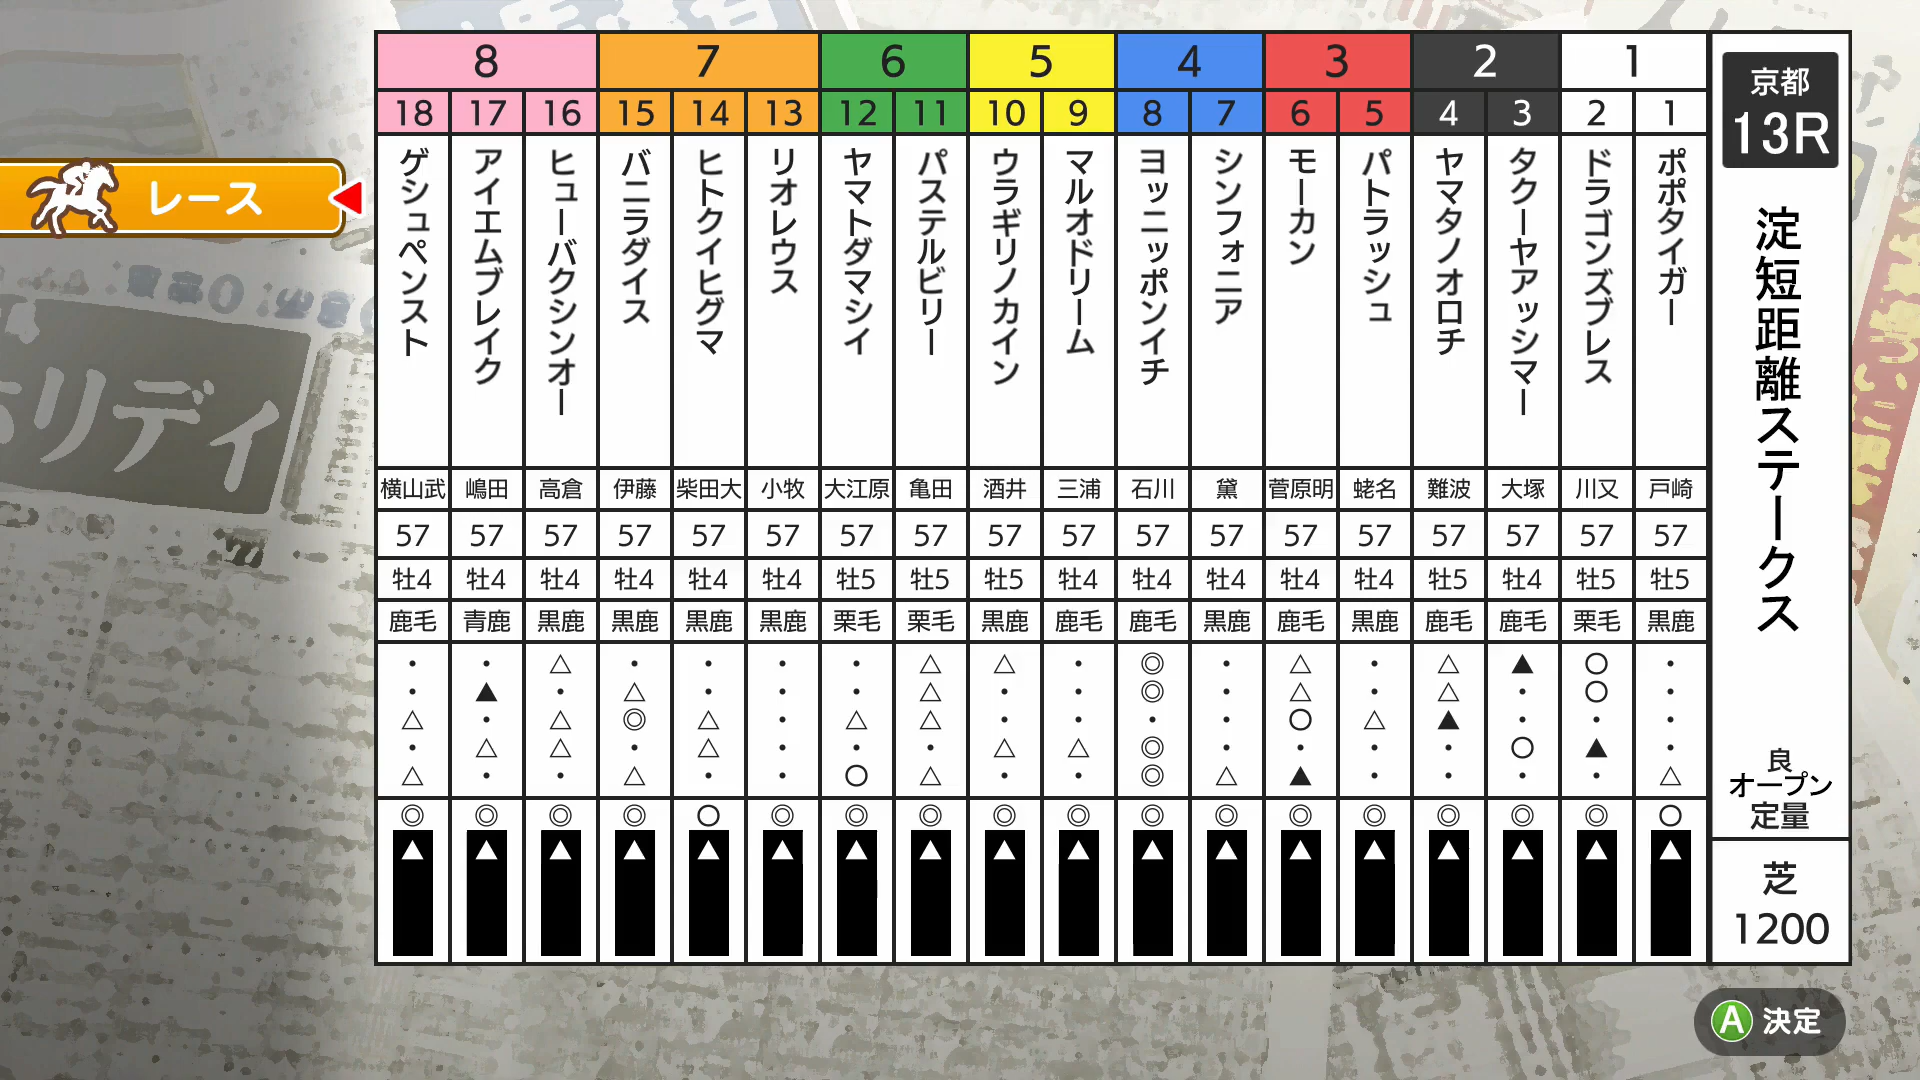 レース
京都
13R
淀短距離ステークス
良
オープン
定量
芝
1200
8 7 6 5 4 3 2 1
18 17 16 15 14 13 12 11 10 9 8 7 6 5 4 3 2 1
ポポタイガー
ドラゴンズブレス
タクーヤアッシマー
ヤマタノオロチ
パトラッシュ
モーカン
シンフォニア
ヨッニッポンイチ
マルオドリーム
ウラギリノカイン
パステルビリー
ヤマトダマシイ
リオレウス
ヒトクイヒグマ
バニラダイス
ヒューバクシンオー
アイエムブレイク
ゲシュペンスト
横山武 嶋田 高倉 伊藤 柴田大 小牧 大江原 亀田 酒井 三浦 石川 黛 菅原明 蛯名 難波 大塚 川又 戸崎
57 57 57 57 57 57 57 57 57 57 57 57 57 57 57 57 57 57
牡4 牡4 牡4 牡4 牡4 牡4 牡5 牡5 牡5 牡4 牡4 牡4 牡4 牡4 牡5 牡4 牡5 牡5
鹿毛 青鹿 黒鹿 黒鹿 黒鹿 黒鹿 栗毛 栗毛 黒鹿 鹿毛 鹿毛 黒鹿 鹿毛 黒鹿 鹿毛 鹿毛 栗毛 黒鹿
・ ・ △ ・ ・ ・ ・ △ △ ・ ◎ ・ △ ・ △ ▲ ○ ・
・ ▲ ・ △ ・ ・ ・ △ ・ ・ ◎ ・ △ ・ △ ・ ○ ・
△ ・ △ ◎ △ ・ △ △ ・ ・ ・ ・ ○ △ ▲ ・ ・ ・
・ △ △ ・ △ ・ ・ ・ △ △ ◎ ・ ・ ・ ・ ○ ▲ ・
△ ・ ・ △ ・ ・ ○ △ ・ ・ ◎ △ ▲ ・ ・ ・ ・ △
◎ ◎ ◎ ◎ ○ ◎ ◎ ◎ ◎ ◎ ◎ ◎ ◎ ◎ ◎ ◎ ◎ ○
リディ
A 決定